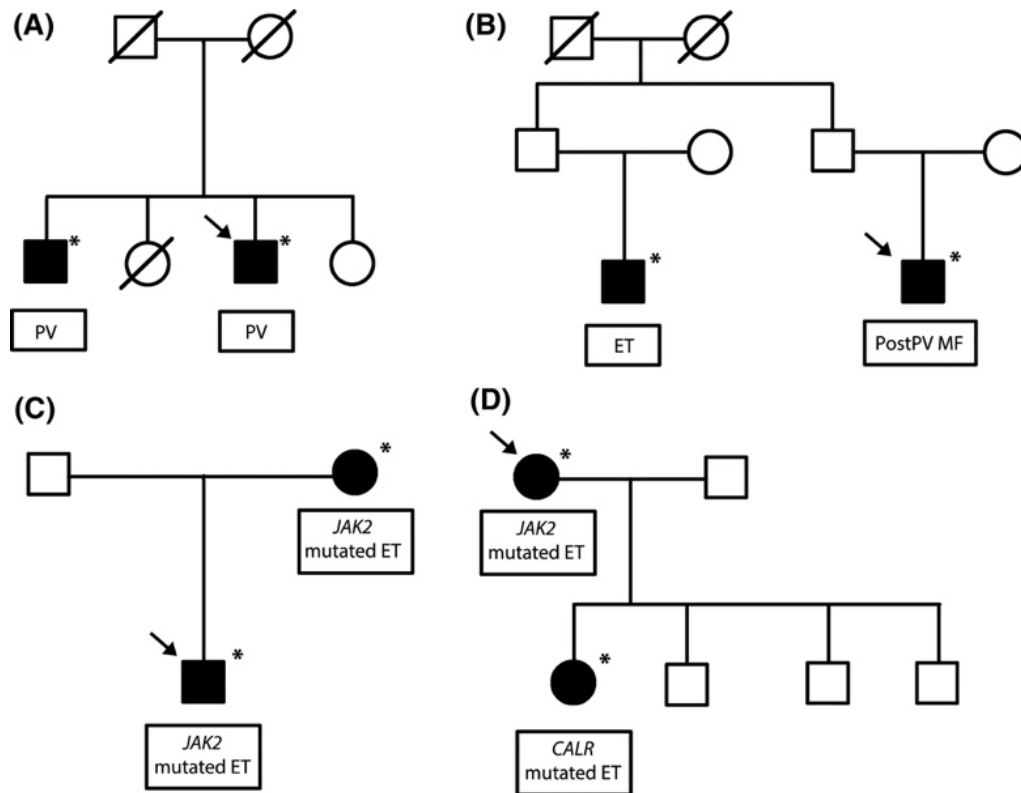 (A)
*
*
PV
PV
(B)
*
*
ET
PostPV MF
(C)
*
JAK2
mutated ET
*
JAK2
mutated ET
(D)
*
JAK2
mutated ET
*
CALR
mutated ET